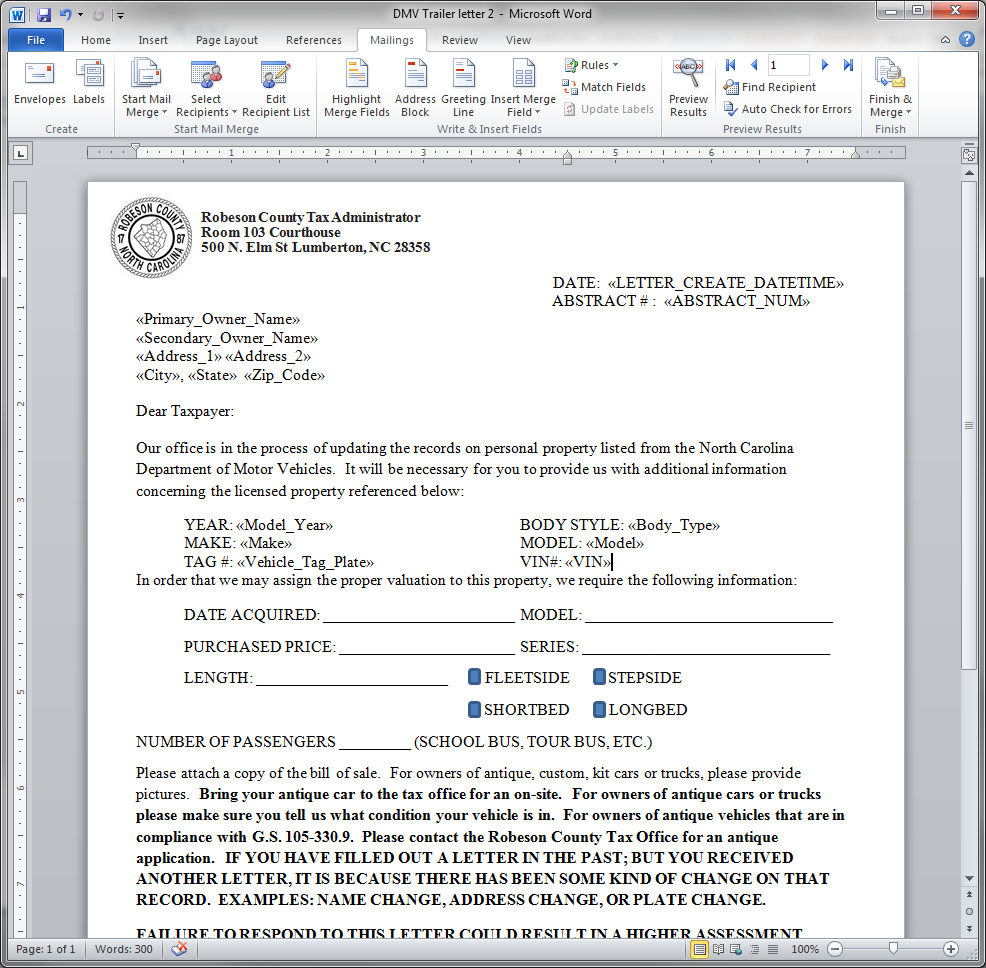 DMV Trailer letter 2 - Microsoft Word
File Home Insert Page Layout References Mailings Review View
Envelopes Labels
Create
Start Mail Merge Select Recipients Edit Recipient List
Start Mail Merge
Highlight Merge Fields Address Block Greeting Line Insert Merge Field
Rules
Match Fields
Update Labels
Write & Insert Fields
«ABC»
Preview Results
1
Find Recipient
Auto Check for Errors
Preview Results
Finish & Merge
Finish
L
1 2 3 4 5 6 7
ROBESON COUNTY
17 87
NORTH CAROLINA
Robeson County Tax Administrator
Room 103 Courthouse
500 N. Elm St Lumberton, NC 28358
DATE: «LETTER_CREATE_DATETIME»
ABSTRACT # : «ABSTRACT_NUM»
«Primary_Owner_Name»
«Secondary_Owner_Name»
«Address_1» «Address_2»
«City», «State» «Zip_Code»
Dear Taxpayer:
Our office is in the process of updating the records on personal property listed from the North Carolina
Department of Motor Vehicles. It will be necessary for you to provide us with additional information
concerning the licensed property referenced below:
YEAR: «Model_Year» BODY STYLE: «Body_Type»
MAKE: «Make» MODEL: «Model»
TAG #: «Vehicle_Tag_Plate» VIN#: «VIN»
In order that we may assign the proper valuation to this property, we require the following information:
DATE ACQUIRED: ________________________ MODEL: _______________________________
PURCHASED PRICE: ______________________ SERIES: _______________________________
LENGTH: ________________________ FLEETSIDE STEPSIDE
SHORTBED LONGBED
NUMBER OF PASSENGERS _________ (SCHOOL BUS, TOUR BUS, ETC.)
Please attach a copy of the bill of sale. For owners of antique, custom, kit cars or trucks, please provide
pictures. Bring your antique car to the tax office for an on-site. For owners of antique cars or trucks
please make sure you tell us what condition your vehicle is in. For owners of antique vehicles that are in
compliance with G.S. 105-330.9. Please contact the Robeson County Tax Office for an antique
application. IF YOU HAVE FILLED OUT A LETTER IN THE PAST; BUT YOU RECEIVED
ANOTHER LETTER, IT IS BECAUSE THERE HAS BEEN SOME KIND OF CHANGE ON THAT
RECORD. EXAMPLES: NAME CHANGE, ADDRESS CHANGE, OR PLATE CHANGE.
FAILURE TO RESPOND TO THIS LETTER COULD RESULT IN A HIGHER ASSESSMENT
Page: 1 of 1 Words: 300 100%